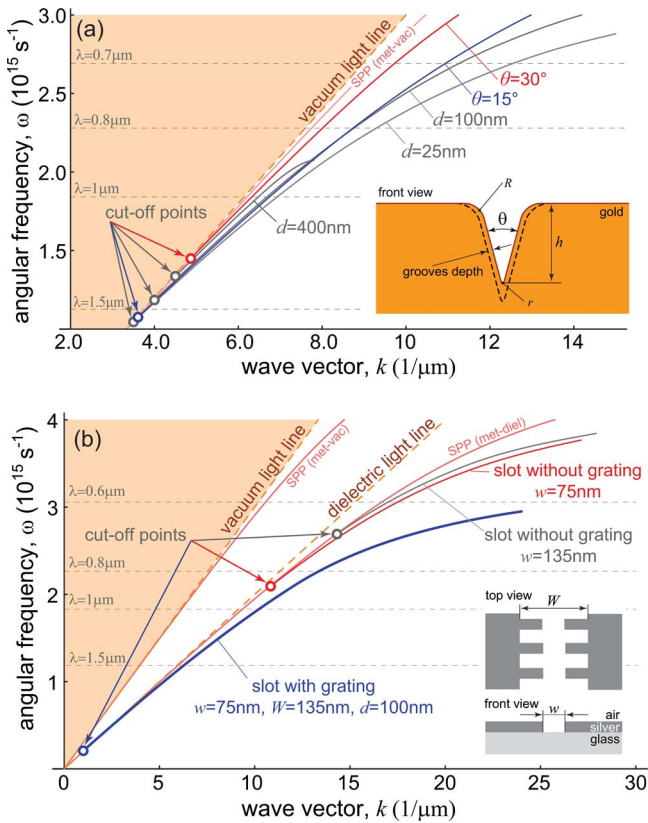 (a)
angular frequency, ω (10¹⁵ s⁻¹)
3.0
2.5
2.0
1.5
λ=0.7μm
λ=0.8μm
λ=1μm
λ=1.5μm
vacuum light line
SPP (met-vac)
θ=30°
θ=15°
d=100nm
d=25nm
d=400nm
cut-off points
front view
R
θ
gold
h
grooves depth
r
2.0 4.0 6.0 8.0 10 12 14
wave vector, k (1/μm)
(b)
angular frequency, ω (10¹⁵ s⁻¹)
4
3
2
1
λ=0.6μm
λ=0.8μm
λ=1μm
λ=1.5μm
vacuum light line
SPP (met-vac)
dielectric light line
SPP (met-diel)
cut-off points
slot without grating
w=75nm
slot without grating
w=135nm
slot with grating
w=75nm, W=135nm, d=100nm
top view
W
front view
w
air
silver
glass
0 5 10 15 20 25 30
wave vector, k (1/μm)